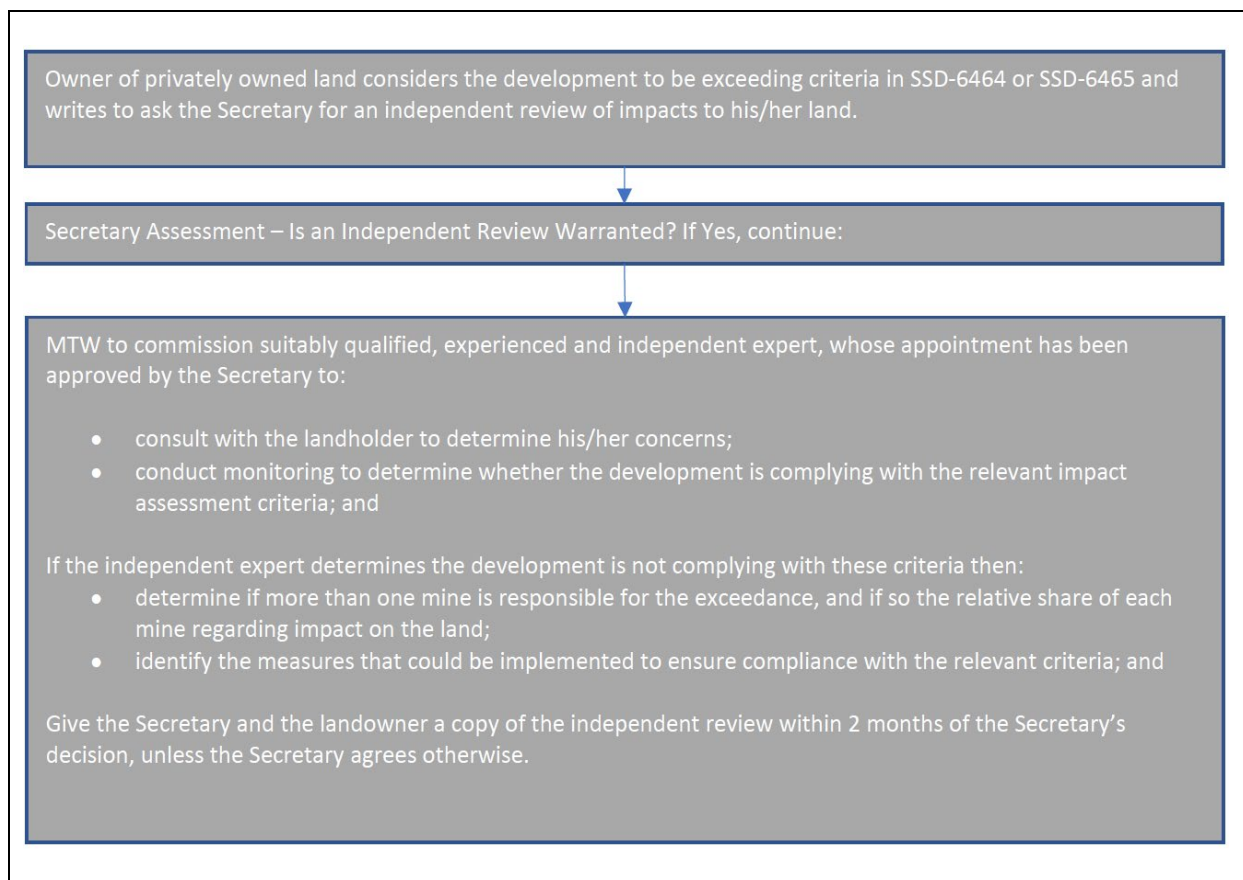 Owner of privately owned land considers the development to be exceeding criteria in SSD-6464 or SSD-6465 and
writes to ask the Secretary for an independent review of impacts to his/her land.
Secretary Assessment – Is an Independent Review Warranted? If Yes, continue:
MTW to commission suitably qualified, experienced and independent expert, whose appointment has been
approved by the Secretary to:
• consult with the landholder to determine his/her concerns;
• conduct monitoring to determine whether the development is complying with the relevant impact
assessment criteria; and
If the independent expert determines the development is not complying with these criteria then:
• determine if more than one mine is responsible for the exceedance, and if so the relative share of each
mine regarding impact on the land;
• identify the measures that could be implemented to ensure compliance with the relevant criteria; and
Give the Secretary and the landowner a copy of the independent review within 2 months of the Secretary’s
decision, unless the Secretary agrees otherwise.